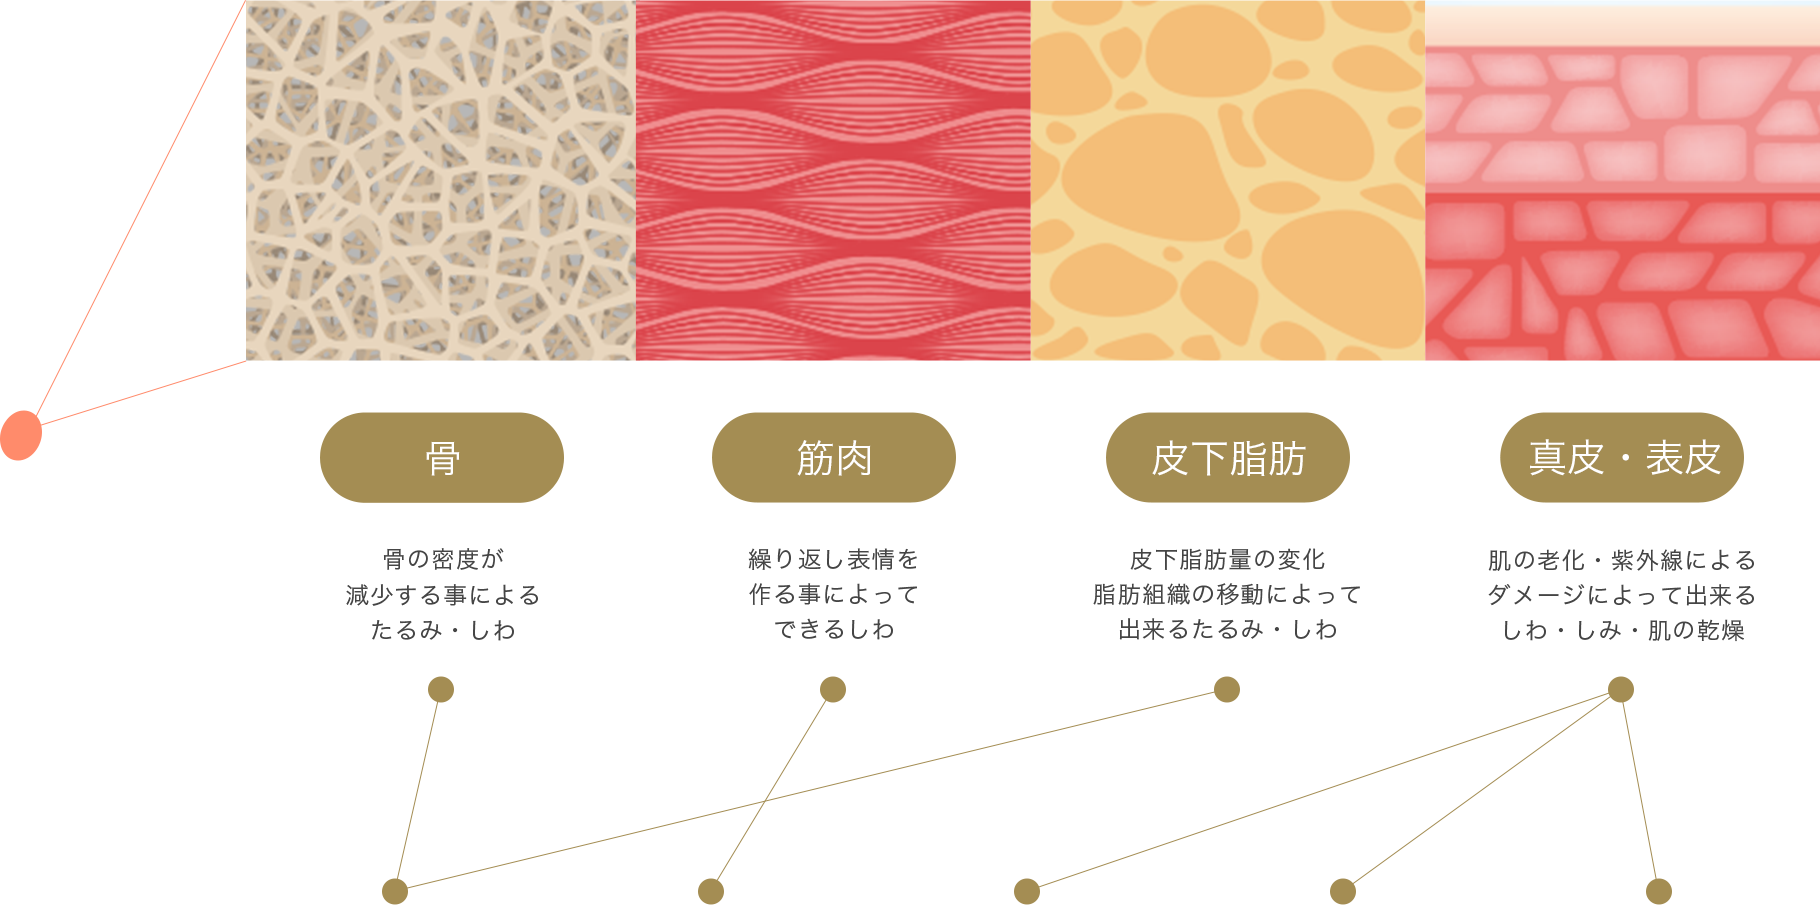 骨
筋肉
皮下脂肪
真皮・表皮
骨の密度が
減少する事による
たるみ・しわ
繰り返し表情を
作る事によって
できるしわ
皮下脂肪量の変化
脂肪組織の移動によって
出来るたるみ・しわ
肌の老化・紫外線による
ダメージによって出来る
しわ・しみ・肌の乾燥